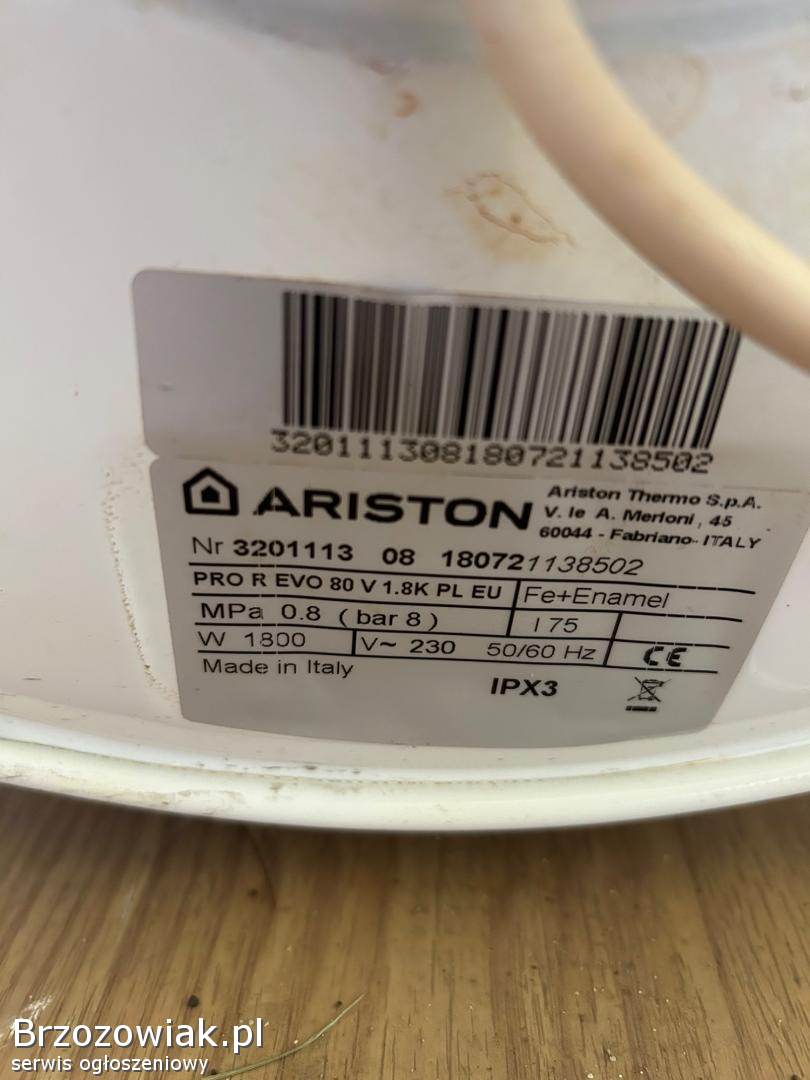 320111308180721138502
ARISTON
Ariston Thermo S.p.A.
V. le A. Merloni, 45
60044 - Fabriano - ITALY
Nr 3201113 08 180721138502
PRO R EVO 80 V 1.8K PL EU Fe+Enamel
MPa 0.8 ( bar 8 ) l 75
W 1800 V~ 230 50/60 Hz CE
Made in Italy
IPX3
Brzozowiak.pl
serwis ogłoszeniowy